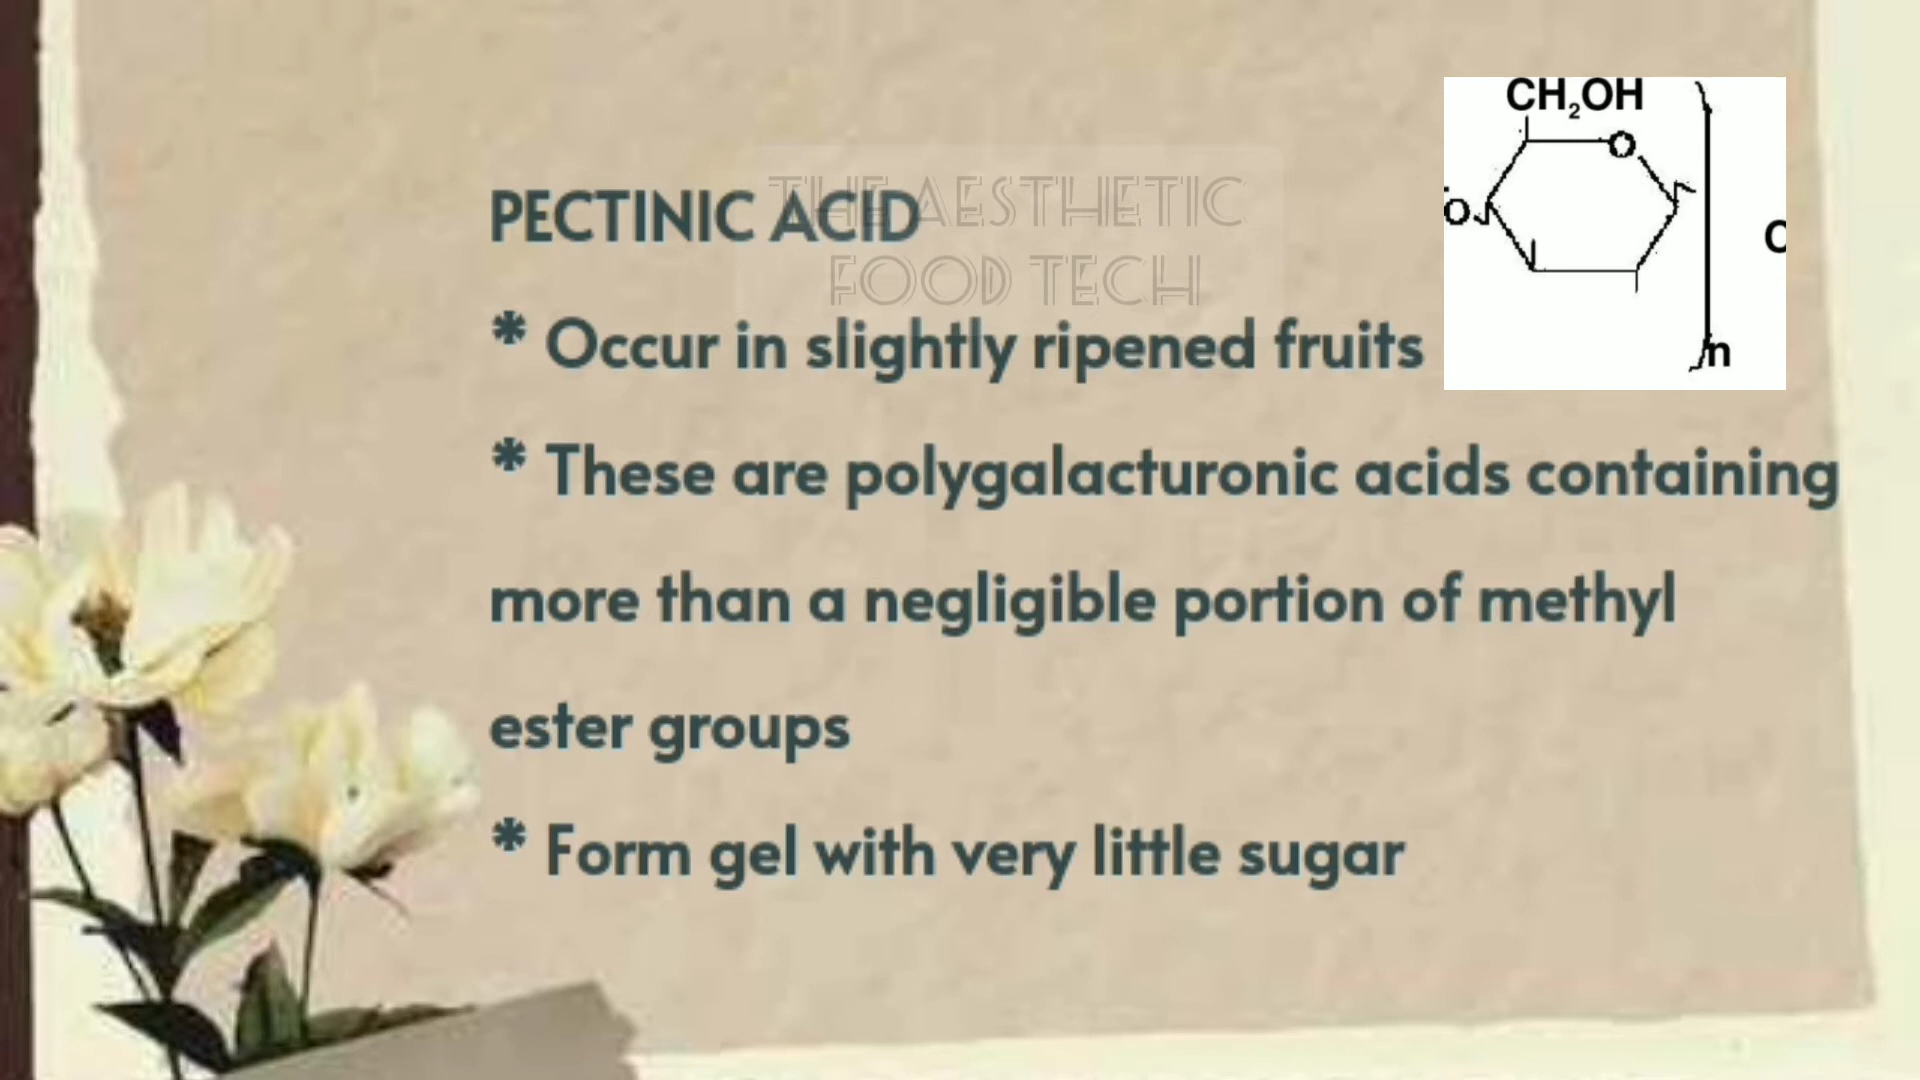 THE AESTHETIC
FOOD TECH
PECTINIC ACID
* Occur in slightly ripened fruits
* These are polygalacturonic acids containing
more than a negligible portion of methyl
ester groups
* Form gel with very little sugar
CH₂OH
O
O
n